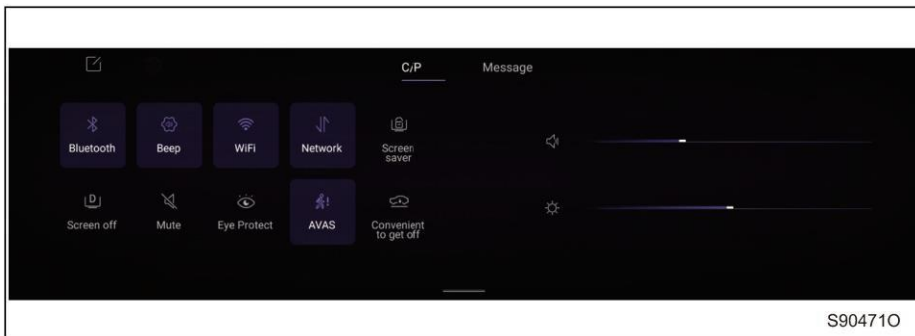 C/P
Message
Bluetooth
Beep
WiFi
Network
Screen
saver
D
Screen off
Mute
Eye Protect
AVAS
Convenient
to get off
S90471O